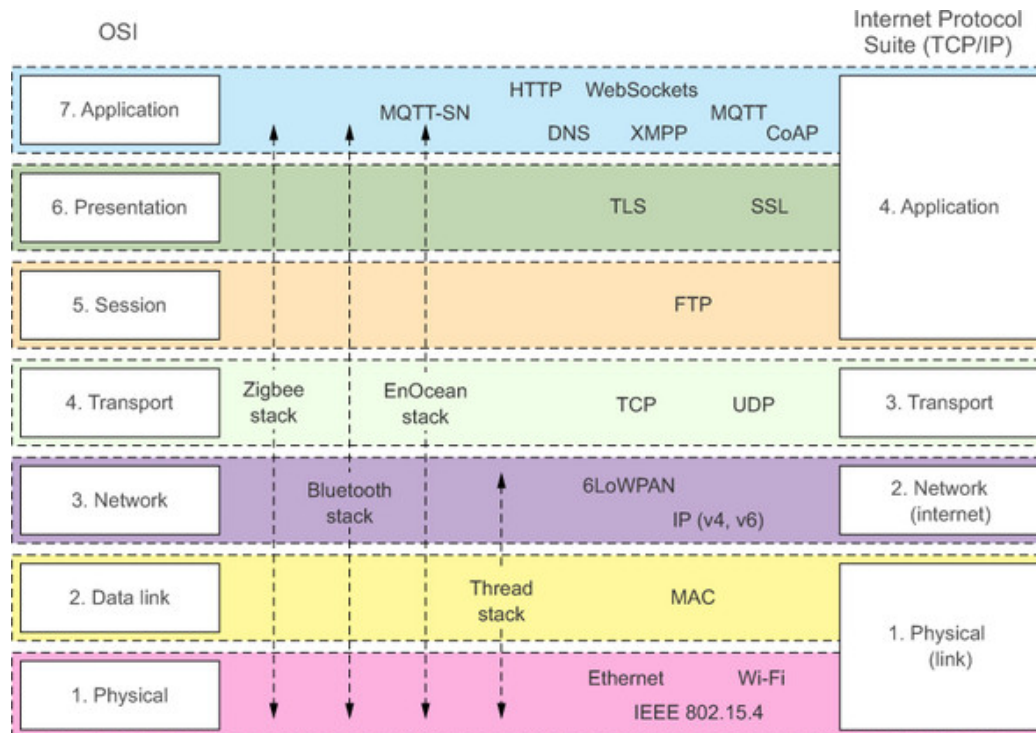 OSI
Internet Protocol
Suite (TCP/IP)
7. Application
HTTP WebSockets
MQTT-SN
MQTT
DNS XMPP CoAP
6. Presentation
TLS SSL
4. Application
5. Session
FTP
4. Transport
Zigbee
stack
EnOcean
stack
TCP UDP
3. Transport
3. Network
Bluetooth
stack
6LoWPAN
IP (v4, v6)
2. Network
(internet)
2. Data link
Thread
stack
MAC
1. Physical
(link)
1. Physical
Ethernet Wi-Fi
IEEE 802.15.4